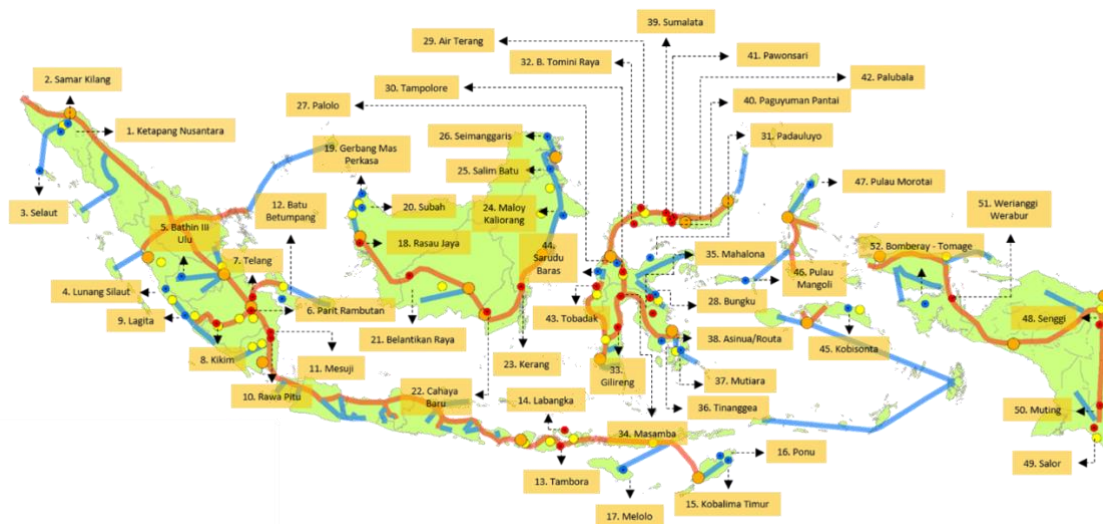 39. Sumalata
29. Air Terang
41. Pawonsari
32. B. Tomini Raya
2. Samar Kilang
42. Palubala
30. Tampolore
40. Paguyuman Pantai
27. Palolo
26. Seimanggaris
31. Padauluyo
1. Ketapang Nusantara
19. Gerbang Mas
Perkasa
25. Salim Batu
47. Pulau Morotai
3. Selaut
12. Batu
Betumpang
20. Subah
24. Maloy
Kaliorang
51. Werianggi
Werabur
5. Bathin III
Ulu
18. Rasau Jaya
44.
Sarudu
Baras
52. Bomberay - Tomage
7. Telang
35. Mahalona
46. Pulau
Mangoli
4. Lunang Silaut
28. Bungku
6. Parit Rambutan
9. Lagita
43. Tobadak
48. Senggi
21. Belantikan Raya
38. Asinua/Routa
45. Kobisonta
8. Kikim
23. Kerang
11. Mesuji
33.
Gilireng
37. Mutiara
10. Rawa Pitu
22. Cahaya
Baru
14. Labangka
36. Tinanggea
50. Muting
34. Masamba
16. Ponu
49. Salor
13. Tambora
15. Kobalima Timur
17. Melolo